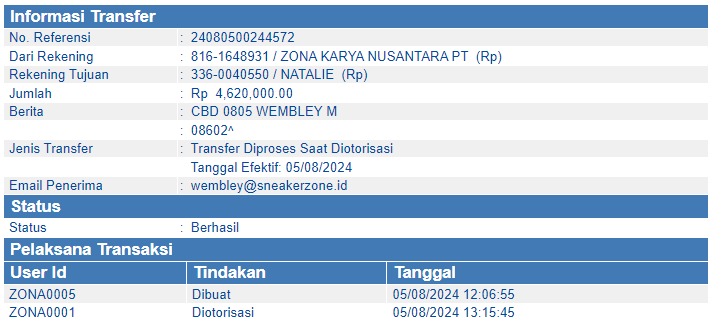 Informasi Transfer
No. Referensi : 24080500244572
Dari Rekening : 816-1648931 / ZONA KARYA NUSANTARA PT (Rp)
Rekening Tujuan : 336-0040550 / NATALIE (Rp)
Jumlah : Rp 4,620,000.00
Berita : CBD 0805 WEMBLEY M
: 08602^
Jenis Transfer : Transfer Diproses Saat Diotorisasi
Tanggal Efektif: 05/08/2024
Email Penerima : wembley@sneakerzone.id
Status
Status : Berhasil
Pelaksana Transaksi
User Id Tindakan Tanggal
ZONA0005 Dibuat 05/08/2024 12:06:55
ZONA0001 Diotorisasi 05/08/2024 13:15:45